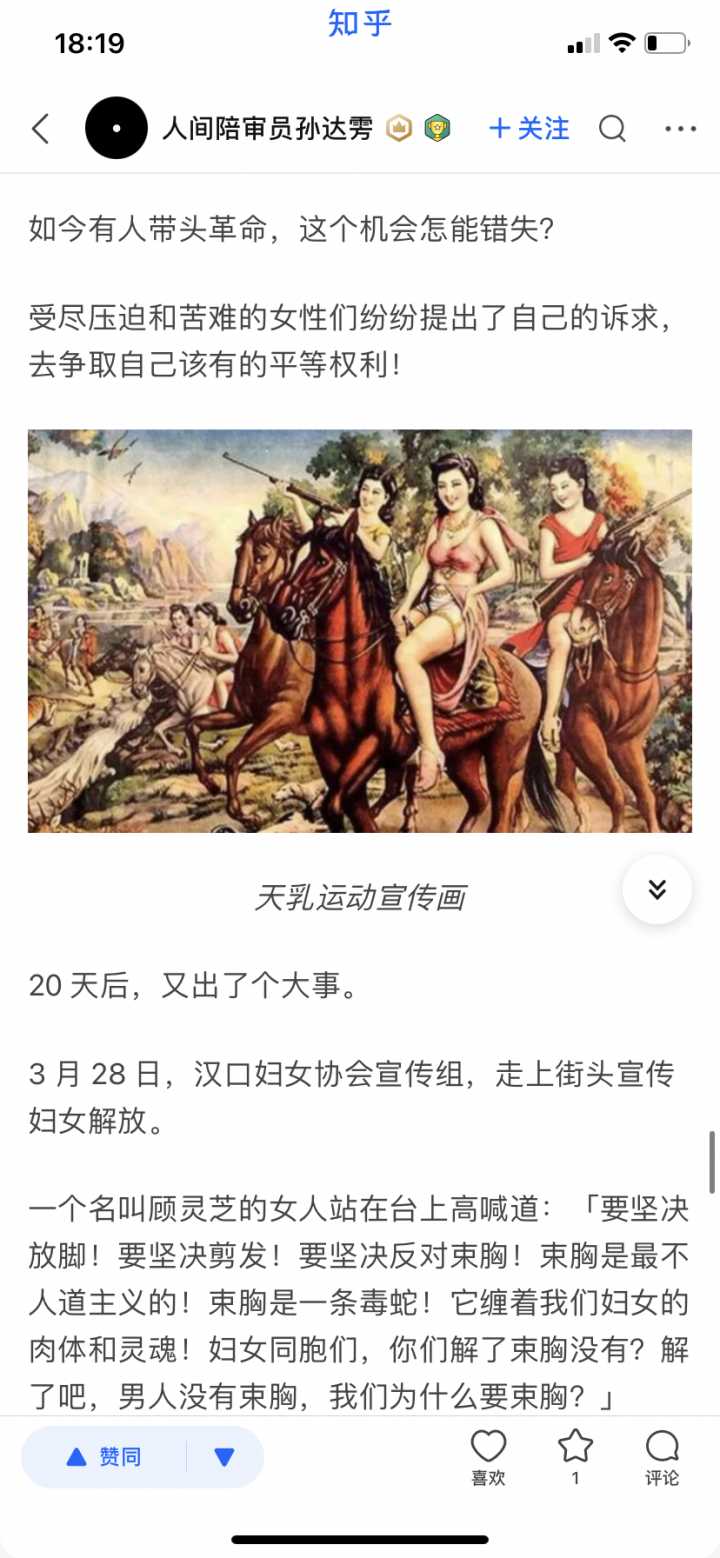 知乎
18:19
人间陪审员孙达雱
+ 关注
如今有人带头革命，这个机会怎能错失？
受尽压迫和苦难的女性们纷纷提出了自己的诉求，
去争取自己该有的平等权利！
天乳运动宣传画
20 天后，又出了个大事。
3 月 28 日，汉口妇女协会宣传组，走上街头宣传
妇女解放。
一个名叫顾灵芝的女人站在台上高喊道：「要坚决
放脚！要坚决剪发！要坚决反对束胸！束胸是最不
人道主义的！束胸是一条毒蛇！它缠着我们妇女的
肉体和灵魂！妇女同胞们，你们解了束胸没有？解
了吧，男人没有束胸，我们为什么要束胸？」
赞同
喜欢
1
评论